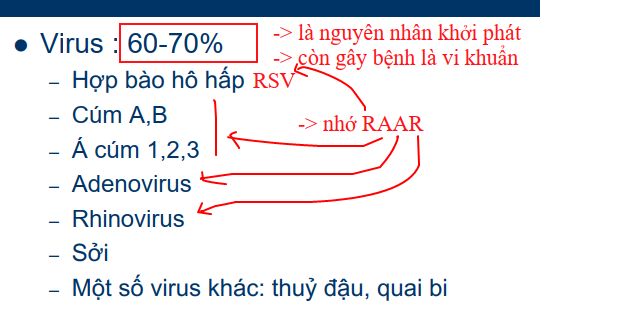 ● Virus : 60-70% -> là nguyên nhân khởi phát
-> còn gây bệnh là vi khuẩn
– Hợp bào hô hấp RSV
– Cúm A,B
-> nhớ RAAR
– Á cúm 1,2,3
– Adenovirus
– Rhinovirus
– Sởi
– Một số virus khác: thuỷ đậu, quai bi